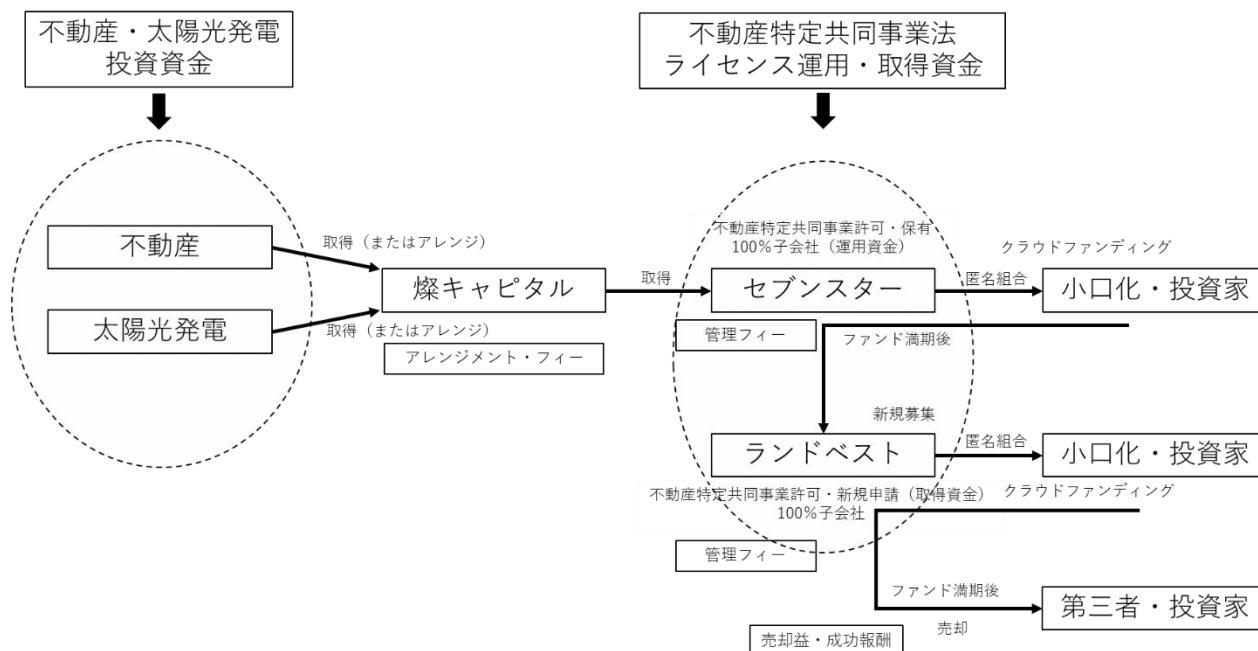 不動産・太陽光発電
投資資金
不動産特定共同事業法
ライセンス運用・取得資金
不動産
取得（またはアレンジ）
太陽光発電
取得（またはアレンジ）
燦キャピタル
アレンジメント・フィー
取得
不動産特定共同事業許可・保有
100%子会社（運用資金）
セブンスター
管理フィー
クラウドファンディング
匿名組合
小口化・投資家
ファンド満期後
新規募集
ランドベスト
匿名組合
小口化・投資家
不動産特定共同事業許可・新規申請（取得資金）
100%子会社
クラウドファンディング
管理フィー
ファンド満期後
売却
第三者・投資家
売却益・成功報酬